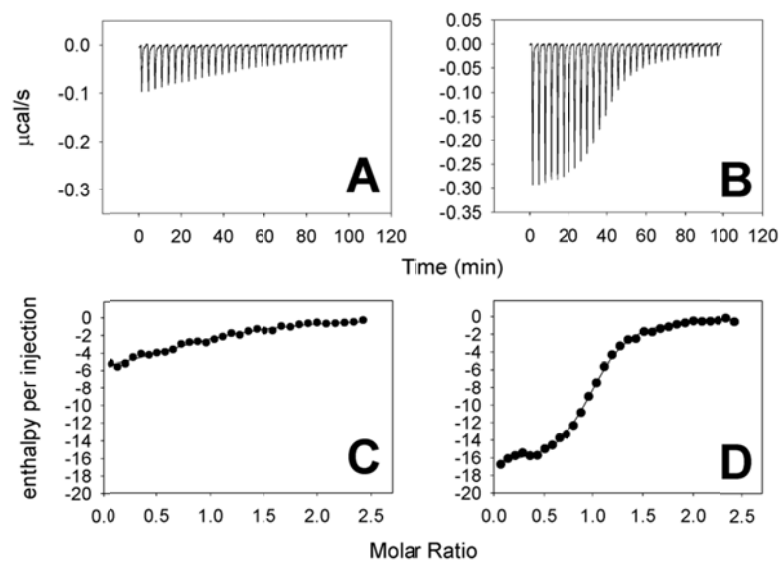 μcal/s
0.0
-0.1
-0.2
-0.3
0 20 40 60 80 100 120
A
0.05
0.00
-0.05
-0.10
-0.15
-0.20
-0.25
-0.30
-0.35
0 20 40 60 80 100 120
B
Time (min)
enthalpy per injection
0
-2
-4
-6
-8
-10
-12
-14
-16
-18
-20
0.0 0.5 1.0 1.5 2.0 2.5
C
0
-2
-4
-6
-8
-10
-12
-14
-16
-18
-20
0.0 0.5 1.0 1.5 2.0 2.5
D
Molar Ratio